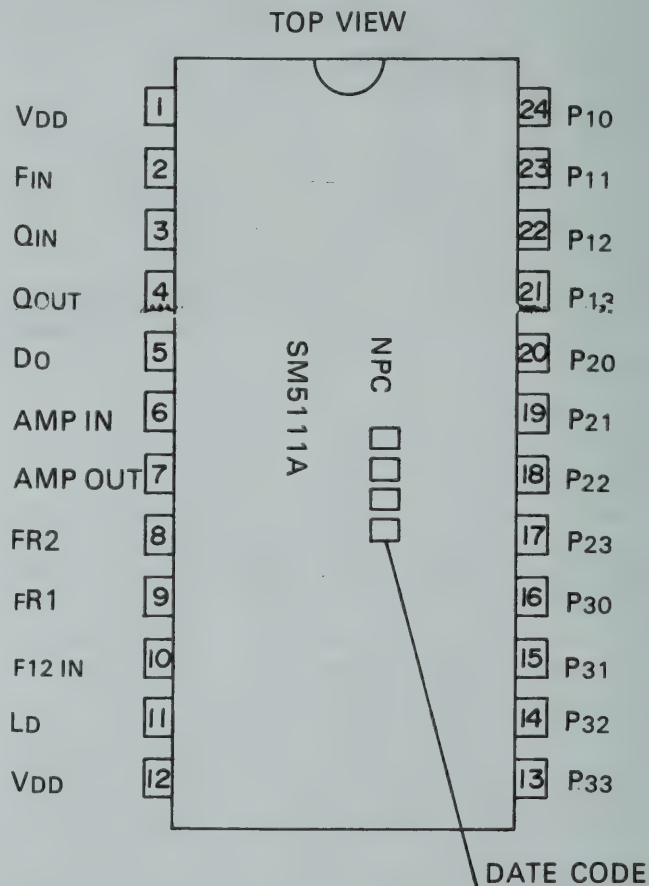 TOP VIEW
VDD 1 24 P10
FIN 2 23 P11
QIN 3 22 P12
QOUT 4 21 P13
DO 5 20 P20
AMP IN 6 19 P21
AMP OUT 7 18 P22
FR2 8 17 P23
FR1 9 16 P30
F12 IN 10 15 P31
LD 11 14 P32
VDD 12 13 P33
NPC
SM5111A
DATE CODE